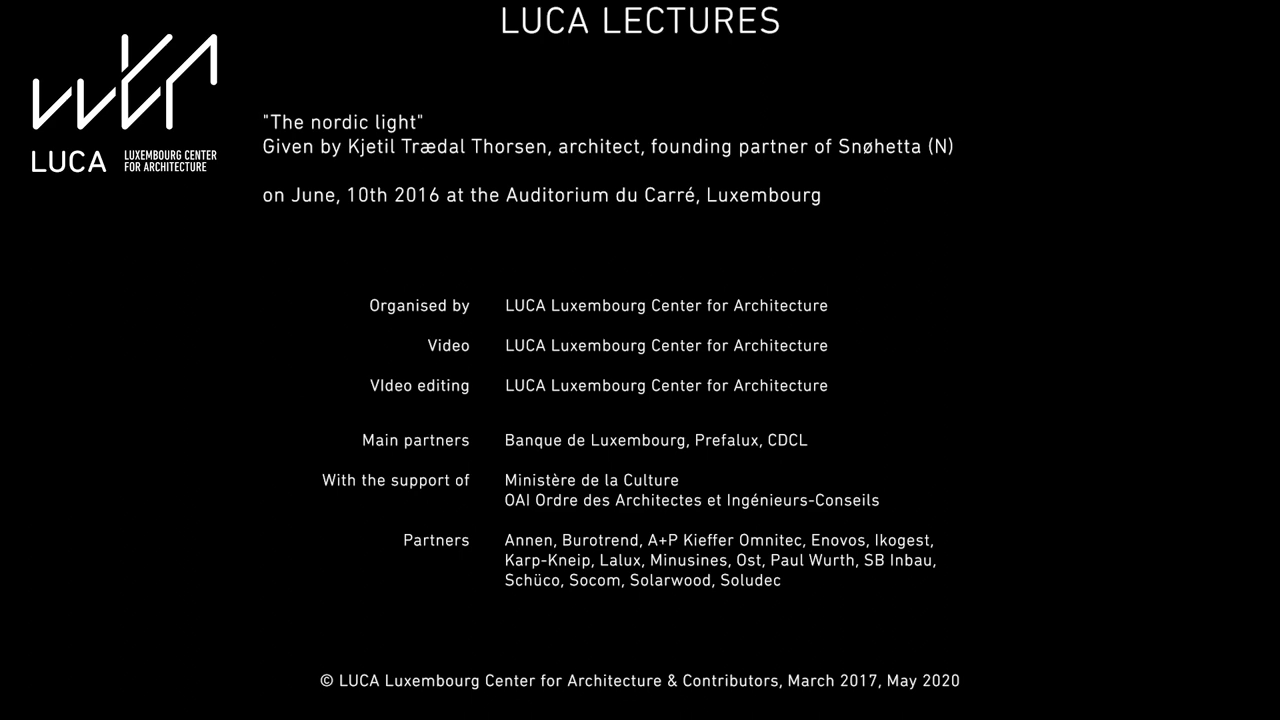 LUCA LECTURES
LUCA
LUXEMBOURG CENTER
FOR ARCHITECTURE
"The nordic light"
Given by Kjetil Trædal Thorsen, architect, founding partner of Snøhetta (N)
on June, 10th 2016 at the Auditorium du Carré, Luxembourg
Organised by LUCA Luxembourg Center for Architecture
Video LUCA Luxembourg Center for Architecture
VIdeo editing LUCA Luxembourg Center for Architecture
Main partners Banque de Luxembourg, Prefalux, CDCL
With the support of Ministère de la Culture
OAI Ordre des Architectes et Ingénieurs-Conseils
Partners Annen, Burotrend, A+P Kieffer Omnitec, Enovos, Ikogest,
Karp-Kneip, Lalux, Minusines, Ost, Paul Wurth, SB Inbau,
Schüco, Socom, Solarwood, Soludec
© LUCA Luxembourg Center for Architecture & Contributors, March 2017, May 2020